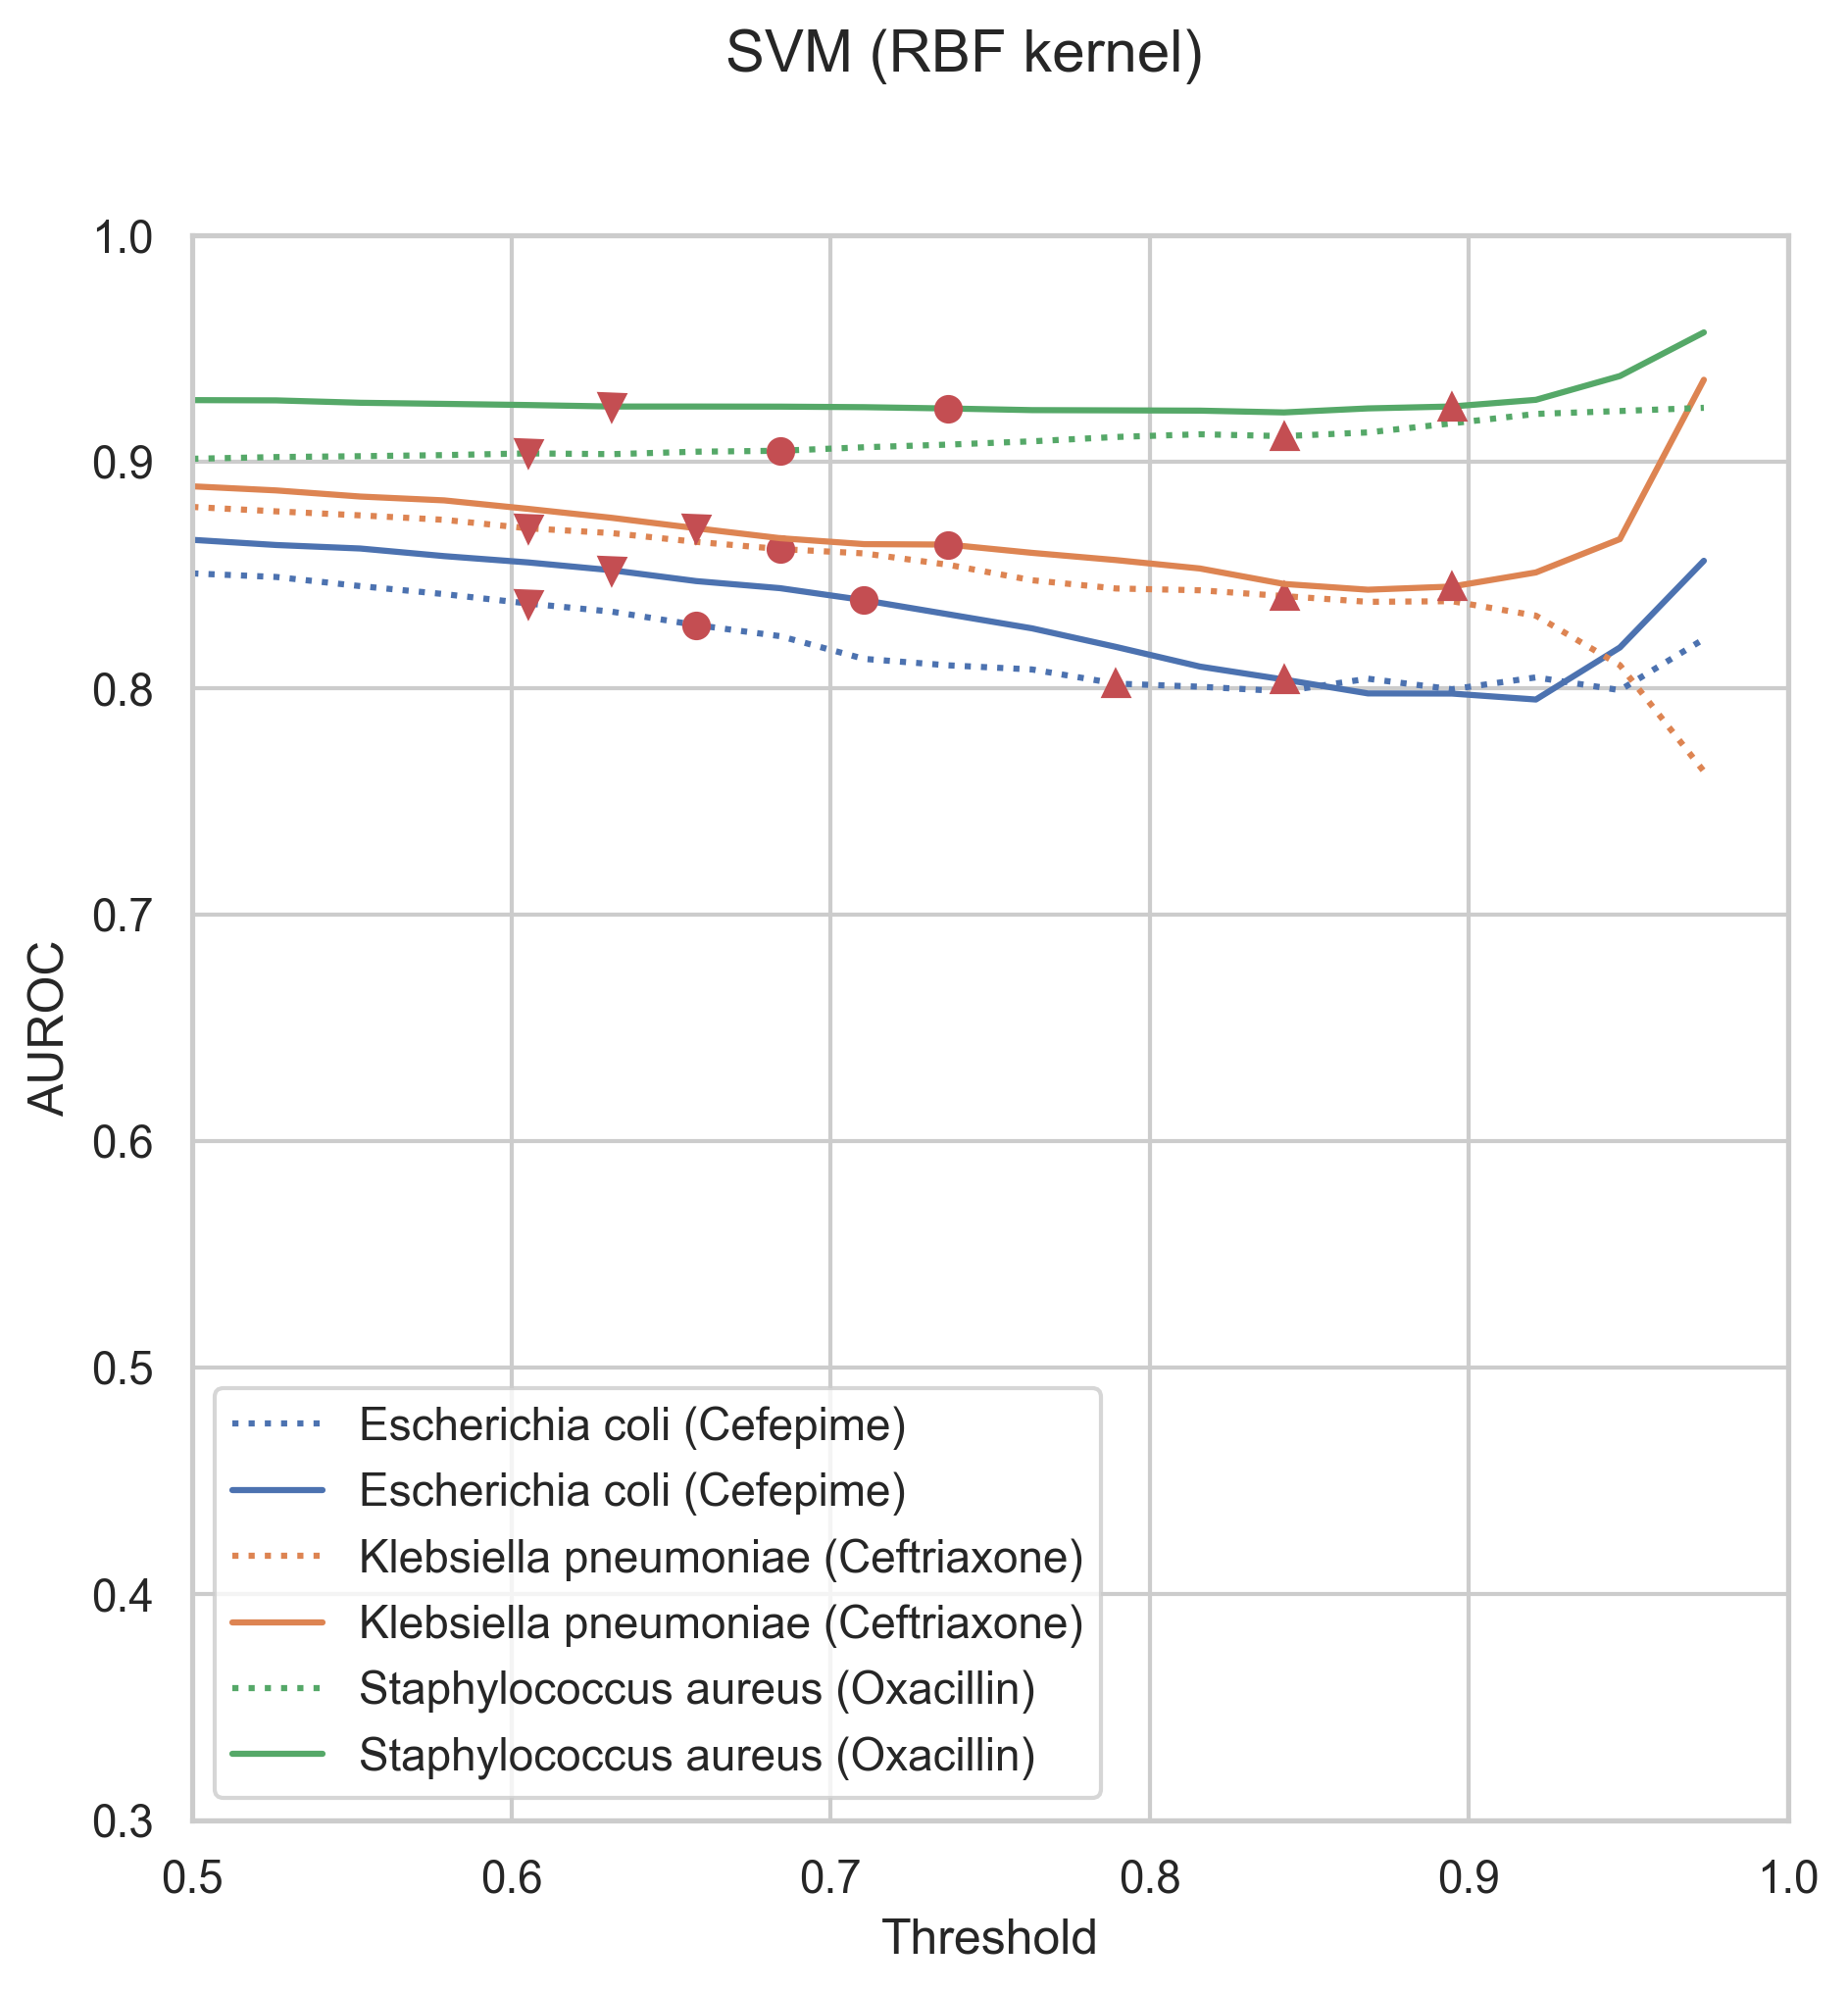 SVM (RBF kernel)
1.0
0.9
0.8
0.7
0.6
0.5
0.4
0.3
AUROC
Escherichia coli (Cefepime)
Escherichia coli (Cefepime)
Klebsiella pneumoniae (Ceftriaxone)
Klebsiella pneumoniae (Ceftriaxone)
Staphylococcus aureus (Oxacillin)
Staphylococcus aureus (Oxacillin)
0.5 0.6 0.7 0.8 0.9 1.0
Threshold